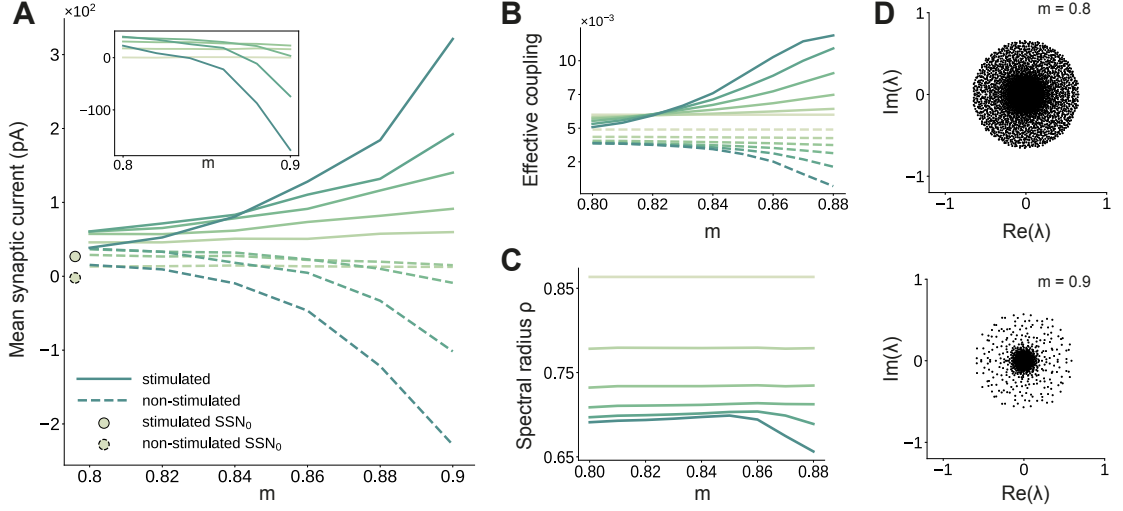 A
×10²
3
2
1
0
−1
−2
Mean synaptic current (pA)
0
−100
0.8
m
0.9
stimulated
non-stimulated
stimulated SSN₀
non-stimulated SSN₀
0.8
0.82
0.84
0.86
0.88
0.9
m
B
×10⁻³
10
7
5
2
Effective coupling
0.80
0.82
0.84
0.86
0.88
m
C
0.85
0.75
0.65
Spectral radius ρ
0.80
0.82
0.84
0.86
0.88
m
D
m = 0.8
1
0
−1
Im(λ)
−1
0
1
Re(λ)
m = 0.9
1
0
−1
Im(λ)
−1
0
1
Re(λ)